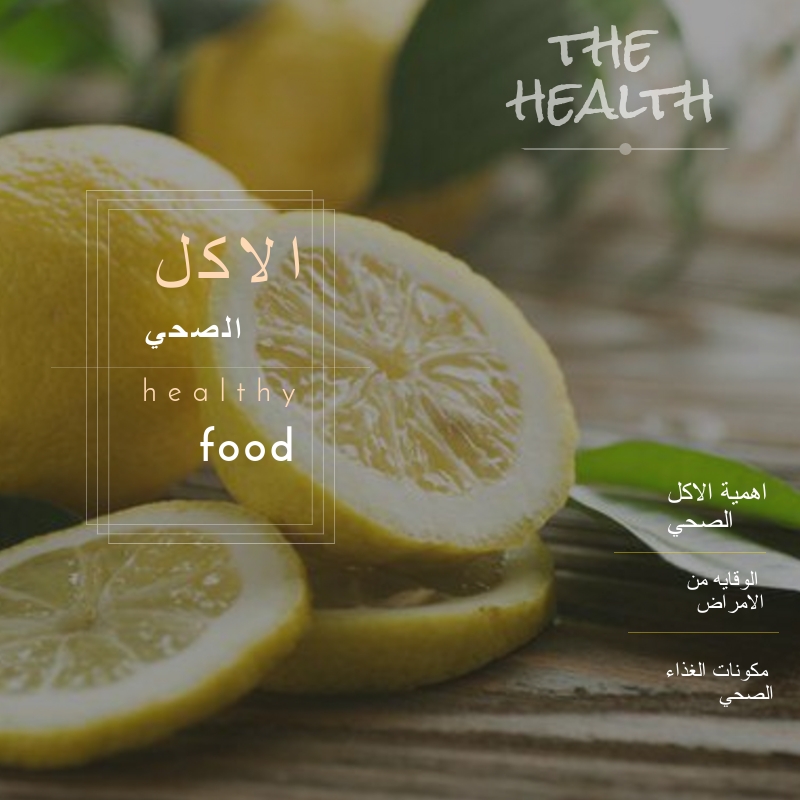 THE
HEALTH
الاكل
الصحي
healthy
food
اهمية الاكل
الصحي
الوقايه من
الامراض
مكونات الغذاء
الصحي